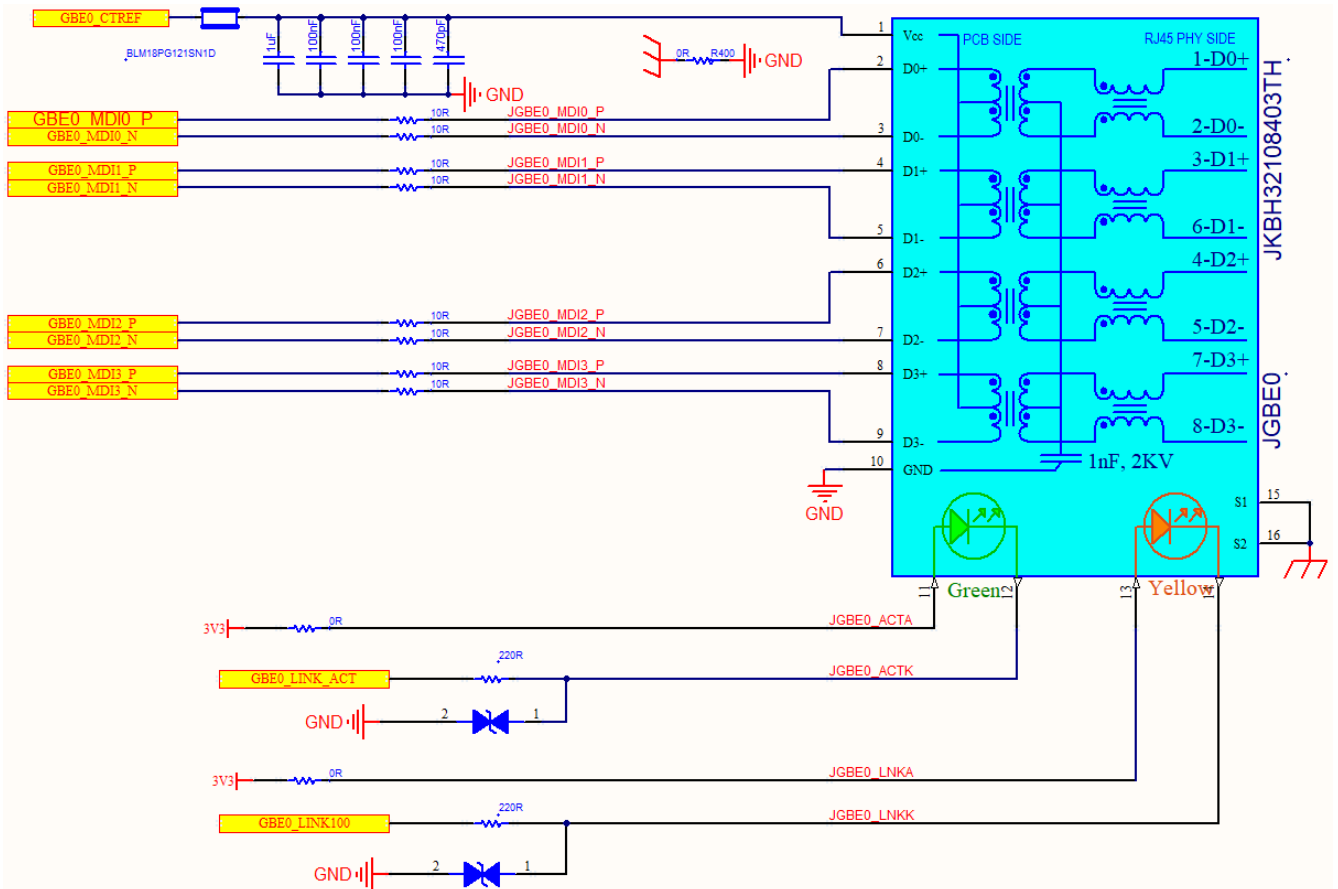 GBE0_CTREF
BLM18PG121SN1D
1uF
100nF
100nF
100nF
470pF
GND
0R
R400
GND
GBE0_MDI0_P
10R
JGBE0_MDI0_P
GBE0_MDI0_N
10R
JGBE0_MDI0_N
GBE0_MDI1_P
10R
JGBE0_MDI1_P
GBE0_MDI1_N
10R
JGBE0_MDI1_N
GBE0_MDI2_P
10R
JGBE0_MDI2_P
GBE0_MDI2_N
10R
JGBE0_MDI2_N
GBE0_MDI3_P
10R
JGBE0_MDI3_P
GBE0_MDI3_N
10R
JGBE0_MDI3_N
1
Vcc
PCB SIDE
RJ45 PHY SIDE
2
D0+
1-D0+
3
D0-
2-D0-
4
D1+
3-D1+
5
D1-
6-D1-
6
D2+
4-D2+
7
D2-
5-D2-
8
D3+
7-D3+
9
D3-
8-D3-
10
GND
1nF, 2KV
GND
JKBH32108403TH
JGBE0
S1
15
S2
16
11
Green
12
13
Yellow
14
3V3
0R
JGBE0_ACTA
GBE0_LINK_ACT
220R
JGBE0_ACTK
GND
2
1
3V3
0R
JGBE0_LNKA
GBE0_LINK100
220R
JGBE0_LNKK
GND
2
1